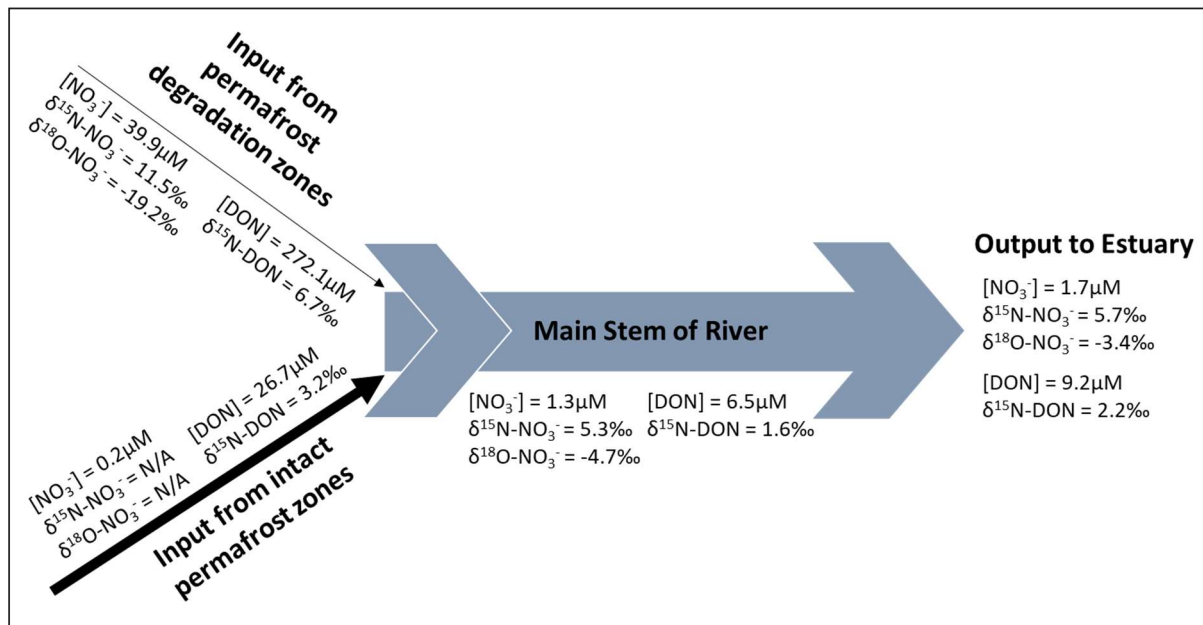 Input from
permafrost
degradation zones
[NO₃⁻] = 39.9µM
δ¹⁵N-NO₃⁻ = 11.5‰
δ¹⁸O-NO₃⁻ = -19.2‰
[DON] = 272.1µM
δ¹⁵N-DON = 6.7‰
[NO₃⁻] = 0.2µM
δ¹⁵N-NO₃⁻ = N/A
δ¹⁸O-NO₃⁻ = N/A
[DON] = 26.7µM
δ¹⁵N-DON = 3.2‰
Input from intact
permafrost zones
Main Stem of River
[NO₃⁻] = 1.3µM
δ¹⁵N-NO₃⁻ = 5.3‰
δ¹⁸O-NO₃⁻ = -4.7‰
[DON] = 6.5µM
δ¹⁵N-DON = 1.6‰
Output to Estuary
[NO₃⁻] = 1.7µM
δ¹⁵N-NO₃⁻ = 5.7‰
δ¹⁸O-NO₃⁻ = -3.4‰
[DON] = 9.2µM
δ¹⁵N-DON = 2.2‰